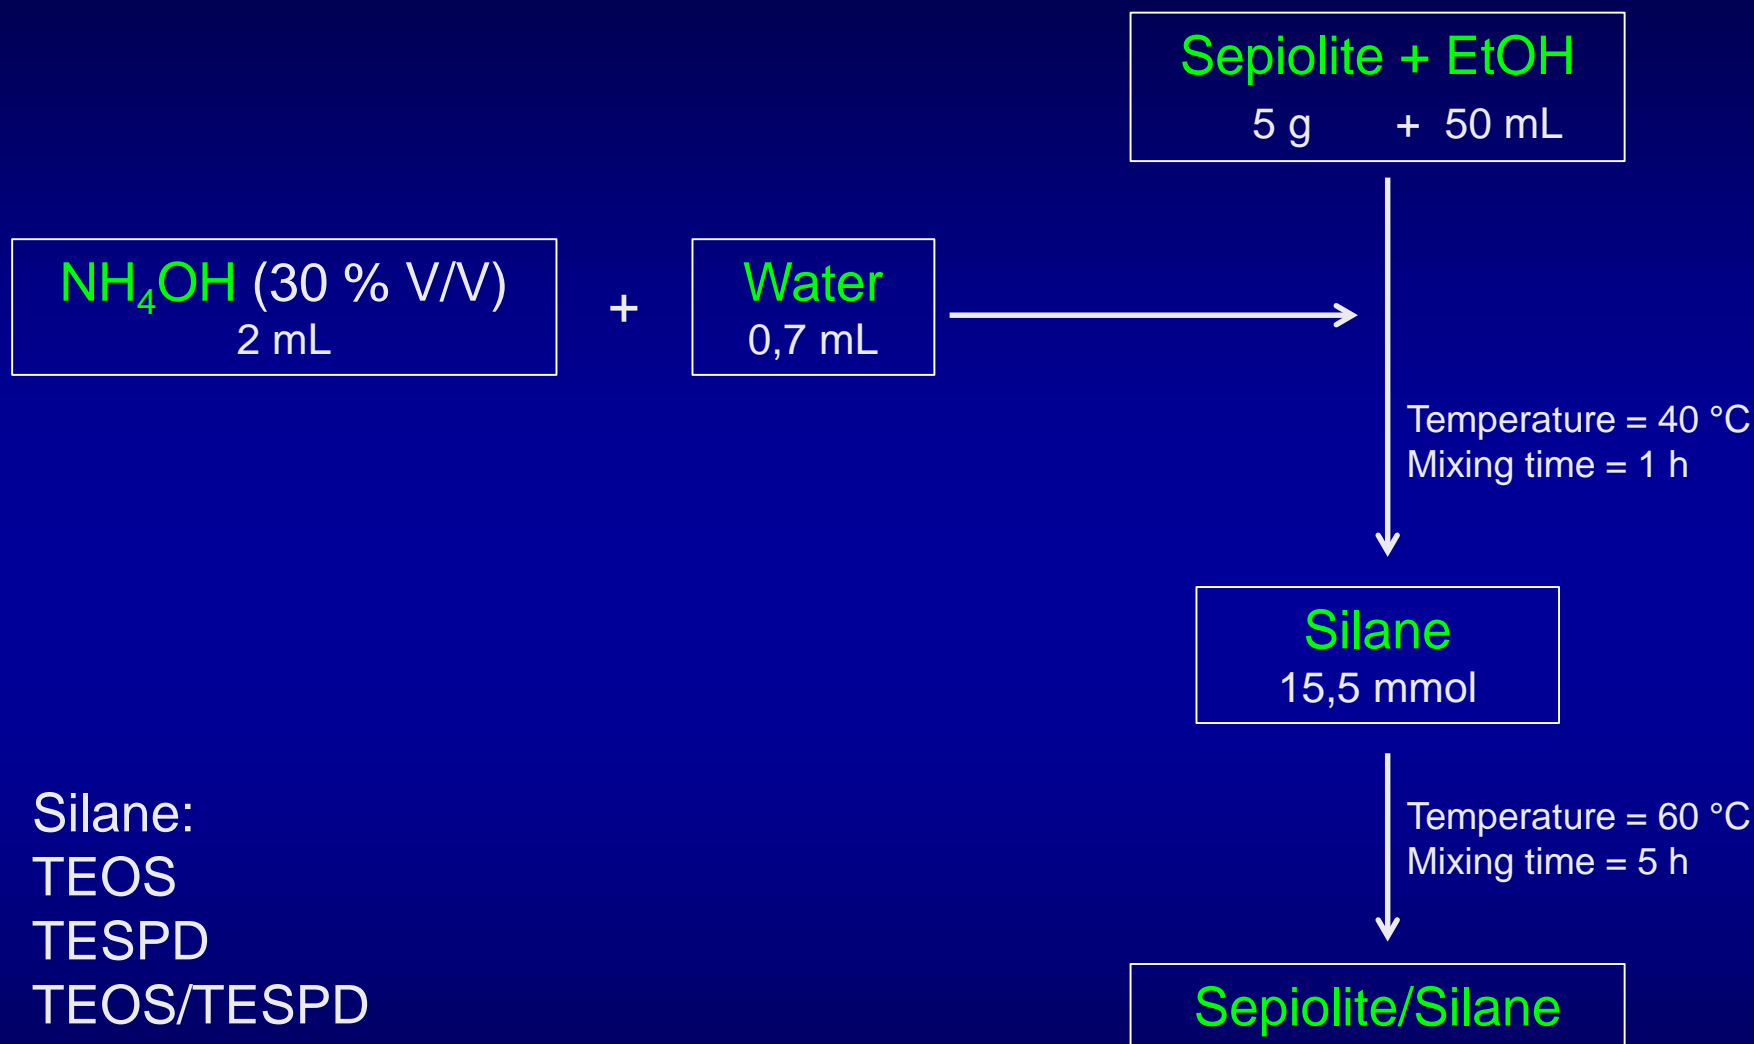 Sepiolite + EtOH
5 g + 50 mL
NH₄OH (30 % V/V)
2 mL
+
Water
0,7 mL
Temperature = 40 °C
Mixing time = 1 h
Silane
15,5 mmol
Temperature = 60 °C
Mixing time = 5 h
Silane:
TEOS
TESPD
TEOS/TESPD
Sepiolite/Silane